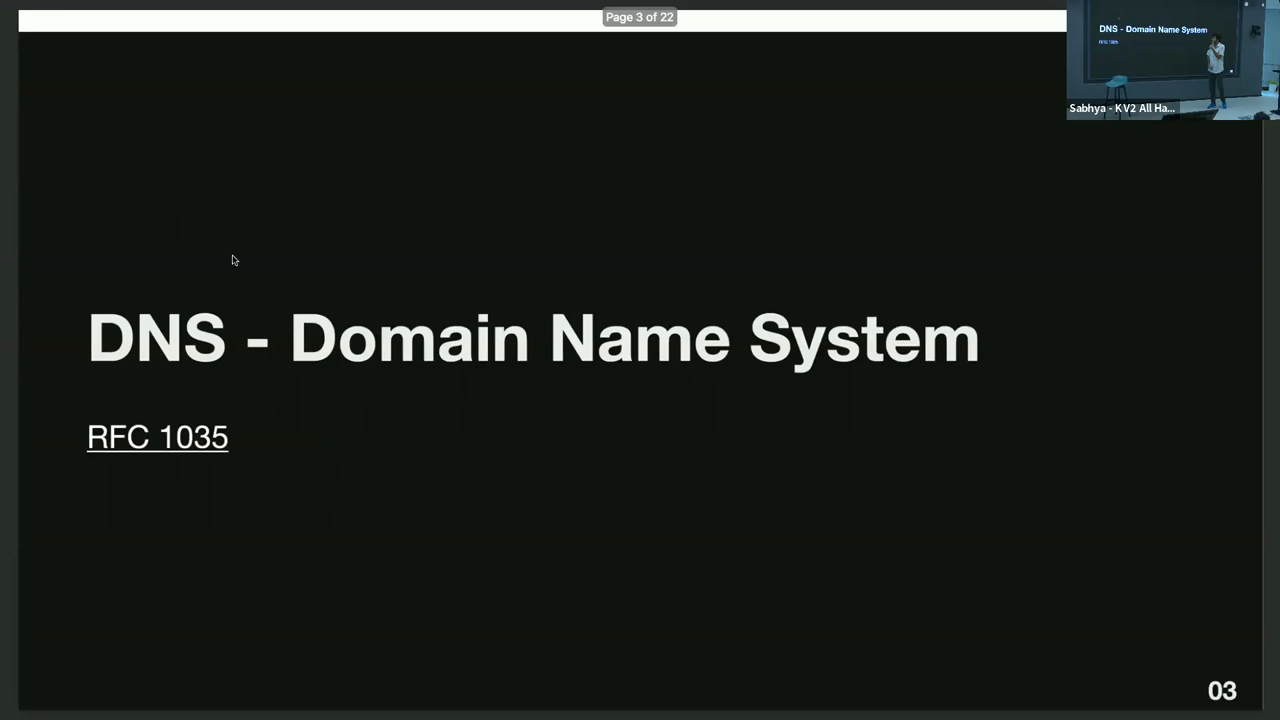 Page 3 of 22
DNS - Domain Name System
Sabhya - KV2 All Ha...
DNS - Domain Name System
RFC 1035
03